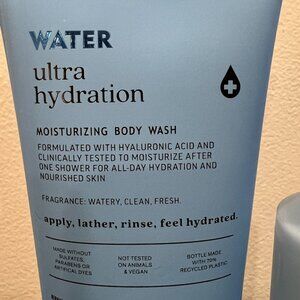 WATER
ultra
hydration
MOISTURIZING BODY WASH
FORMULATED WITH HYALURONIC ACID AND
CLINICALLY TESTED TO MOISTURIZE AFTER
ONE SHOWER FOR ALL-DAY HYDRATION AND
NOURISHED SKIN
FRAGRANCE: WATERY, CLEAN, FRESH.
apply, lather, rinse, feel hydrated.
MADE WITHOUT
SULFATES,
PARABENS OR
ARTIFICIAL DYES
NOT TESTED
ON ANIMALS
& VEGAN
BOTTLE MADE
WITH 70%
RECYCLED PLASTIC